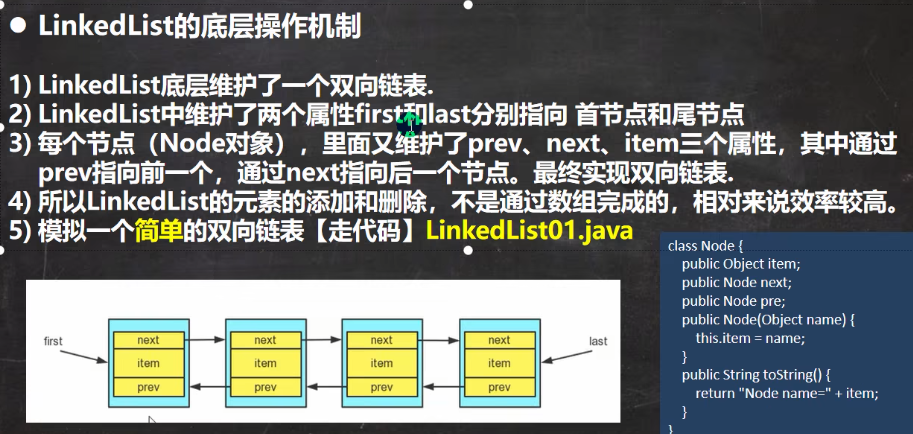 ● LinkedList的底层操作机制
1) LinkedList底层维护了一个双向链表.
2) LinkedList中维护了两个属性first和last分别指向 首节点和尾节点
3) 每个节点（Node对象），里面又维护了prev、next、item三个属性，其中通过
prev指向前一个，通过next指向后一个节点。最终实现双向链表.
4) 所以LinkedList的元素的添加和删除，不是通过数组完成的，相对来说效率较高。
5) 模拟一个简单的双向链表【走代码】LinkedList01.java
class Node {
public Object item;
public Node next;
public Node pre;
public Node(Object name) {
this.item = name;
}
public String toString() {
return "Node name=" + item;
}
}
first
next
item
prev
next
item
prev
next
item
prev
next
item
prev
last